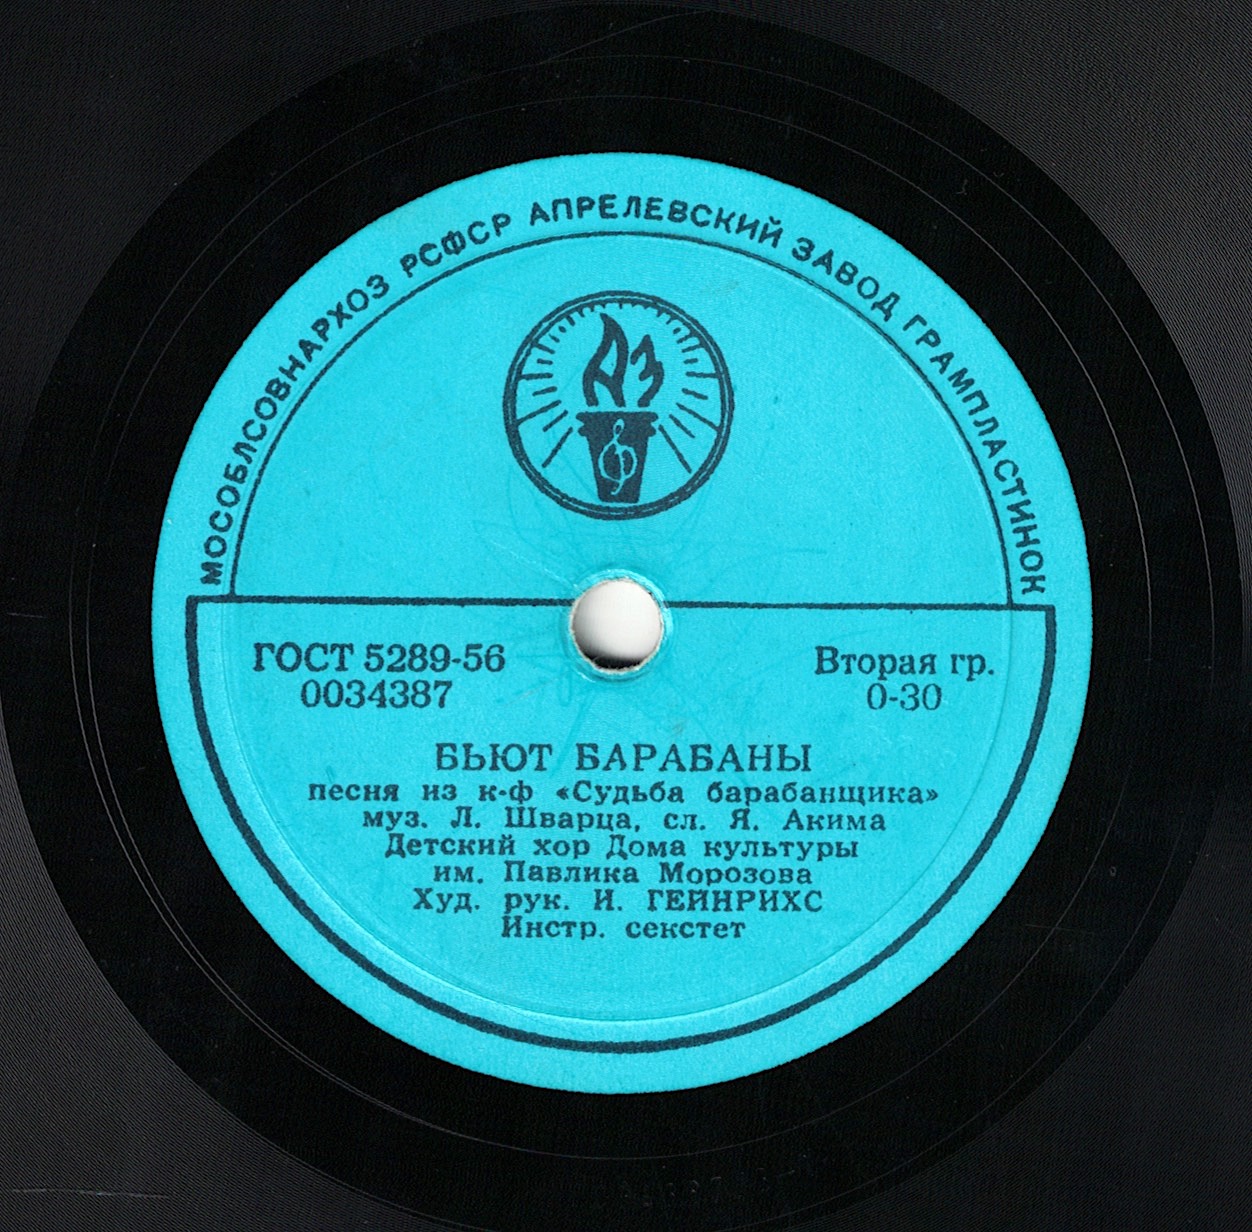 МОСОБЛСОВНАРХОЗ РСФСР АПРЕЛЕВСКИЙ ЗАВОД ГРАМПЛАСТИНОК
АЗ
ГОСТ 5289-56
0034387
Вторая гр.
0-30
БЬЮТ БАРАБАНЫ
песня из к-ф «Судьба барабанщика»
муз. Л. Шварца, сл. Я. Акима
Детский хор Дома культуры
им. Павлика Морозова
Худ. рук. И. ГЕЙНРИХС
Инстр. секстет